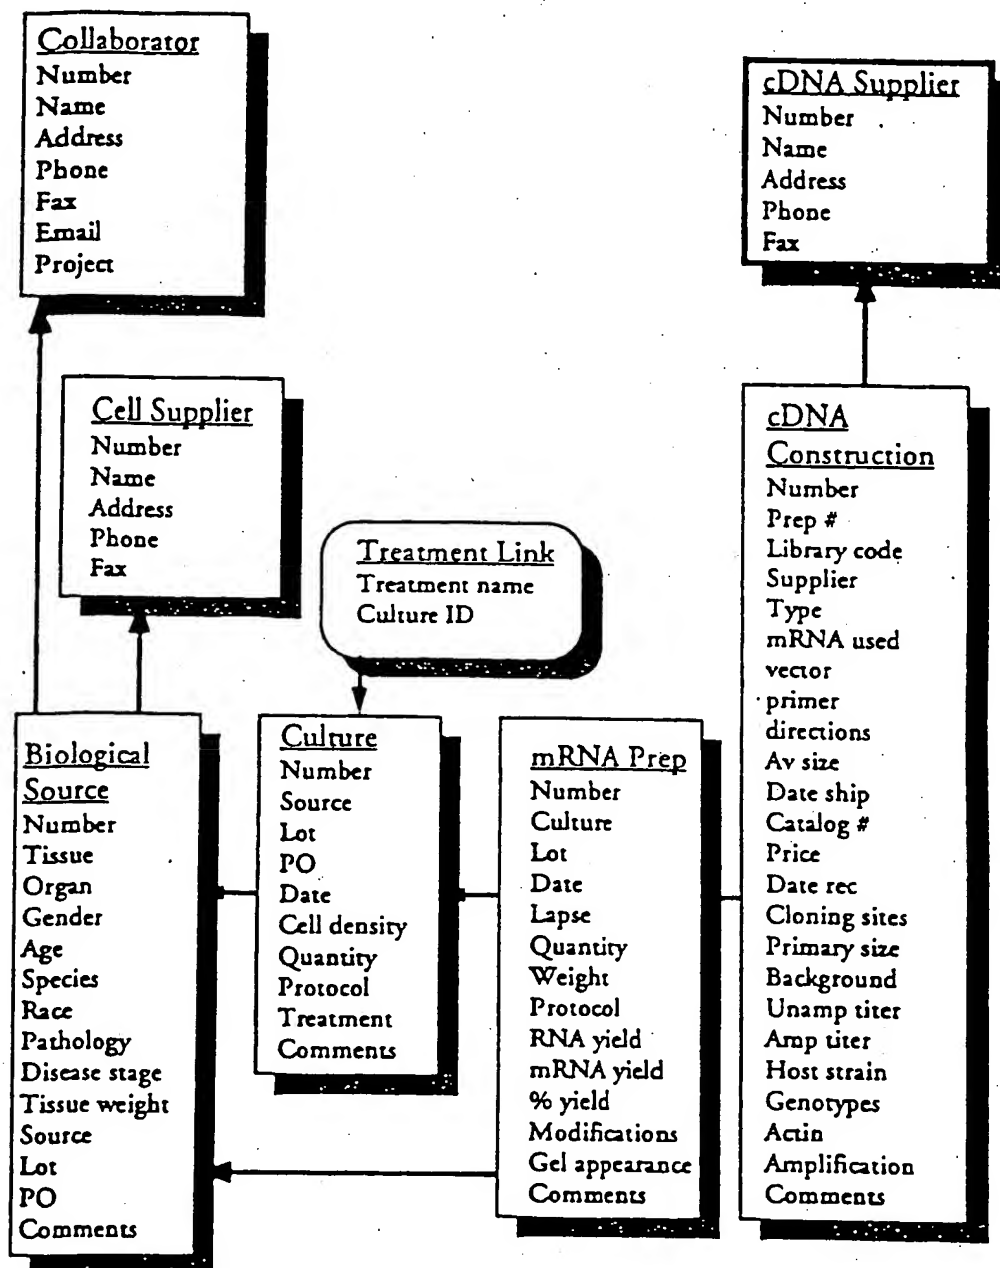 Collaborator
Number
Name
Address
Phone
Fax
Email
Project
cDNA Supplier
Number
Name
Address
Phone
Fax
Cell Supplier
Number
Name
Address
Phone
Fax
Treatment Link
Treatment name
Culture ID
Biological
Source
Number
Tissue
Organ
Gender
Age
Species
Race
Pathology
Disease stage
Tissue weight
Source
Lot
PO
Comments
Culture
Number
Source
Lot
PO
Date
Cell density
Quantity
Protocol
Treatment
Comments
mRNA Prep
Number
Culture
Lot
Date
Lapse
Quantity
Weight
Protocol
RNA yield
mRNA yield
% yield
Modifications
Gel appearance
Comments
cDNA
Construction
Number
Prep #
Library code
Supplier
Type
mRNA used
vector
primer
directions
Av size
Date ship
Catalog #
Price
Date rec
Cloning sites
Primary size
Background
Unamp titer
Amp titer
Host strain
Genotypes
Actin
Amplification
Comments